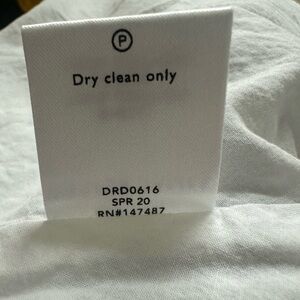 P
Dry clean only
DRD0616
SPR 20
RN#147487